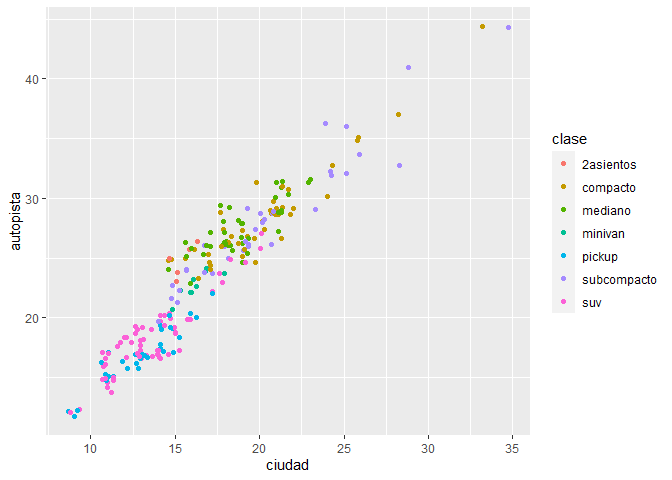 autopista
40
30
20
10
15
20
25
30
35
ciudad
clase
2asientos
compacto
mediano
minivan
pickup
subcompacto
suv